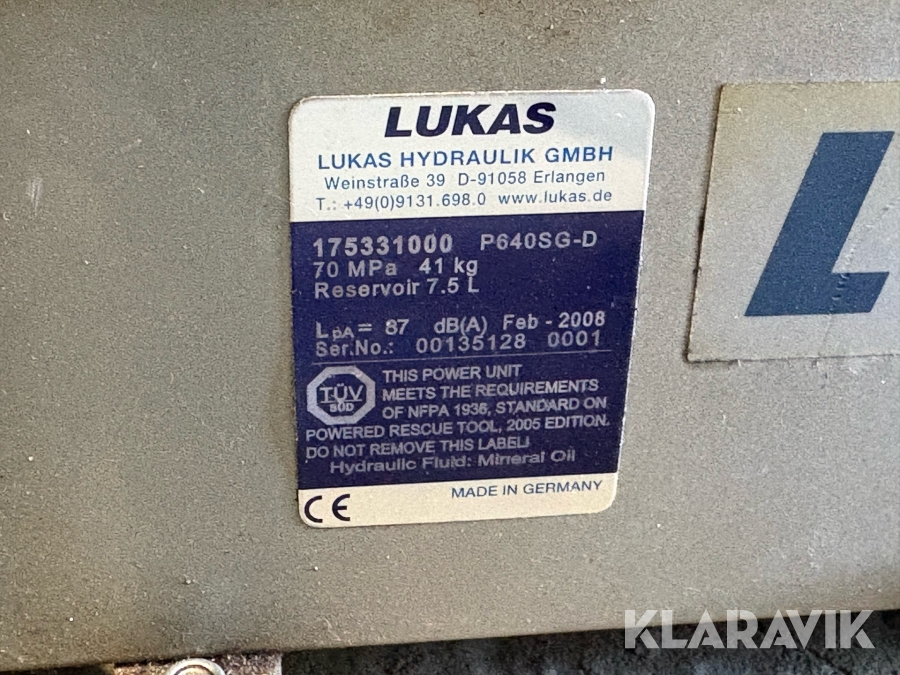 LUKAS
LUKAS HYDRAULIK GMBH
Weinstraße 39 D-91058 Erlangen
T.: +49(0)9131.698.0 www.lukas.de
175331000 P640SG-D
70 MPa 41 kg
Reservoir 7.5 L
LpA = 87 dB(A) Feb - 2008
Ser.No.: 00135128 0001
TÜV
SÜD
THIS POWER UNIT
MEETS THE REQUIREMENTS
OF NFPA 1936, STANDARD ON
POWERED RESCUE TOOL, 2005 EDITION.
DO NOT REMOVE THIS LABEL!
Hydraulic Fluid: Mineral Oil
CE
MADE IN GERMANY
L
KLARAVIK